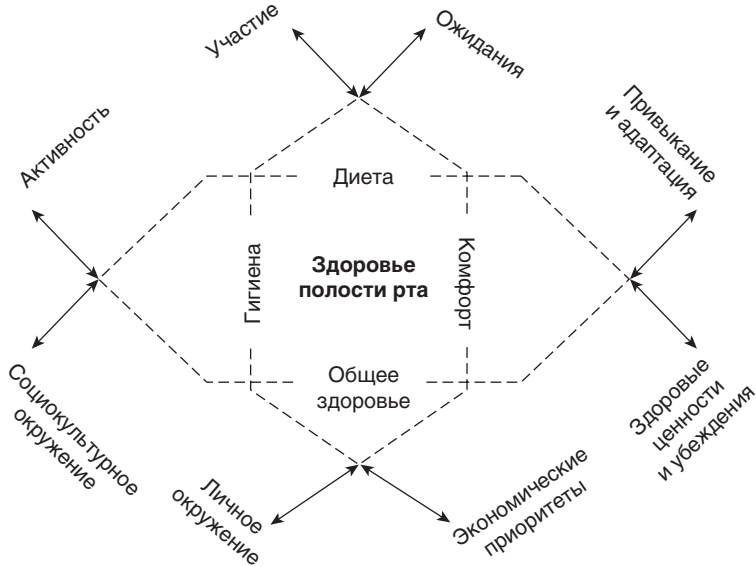 Участие
Ожидания
Активность
Привыкание
и адаптация
Диета
Гигиена
Здоровье
полости рта
Комфорт
Общее
здоровье
Социокультурное
окружение
Личное
окружение
Экономические
приоритеты
Здоровые
ценности
и убеждения